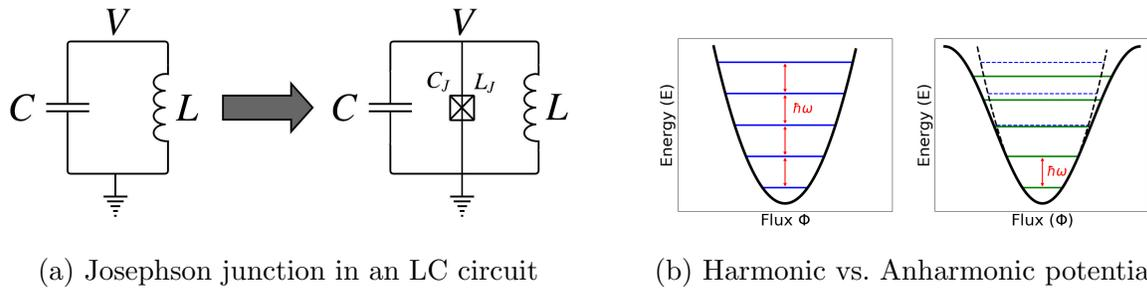 V
C
L
V
C
C_J
L_J
L
Energy (E)
ħω
Flux Φ
Energy (E)
ħω
Flux (Φ)
(a) Josephson junction in an LC circuit
(b) Harmonic vs. Anharmonic potentia